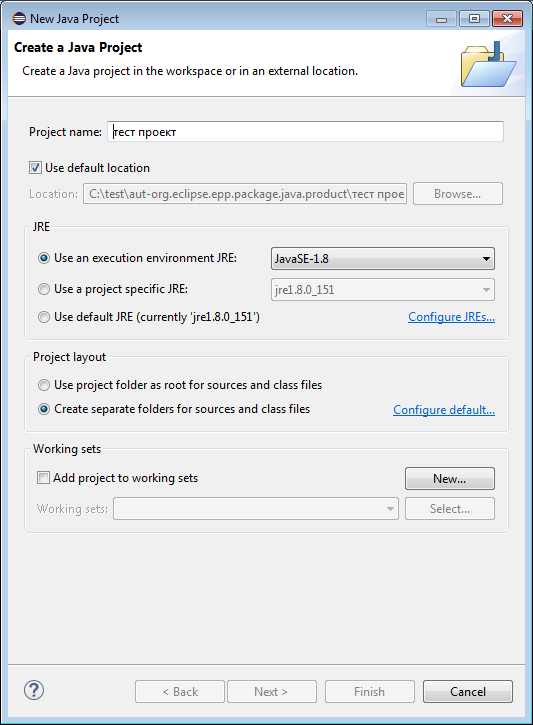 New Java Project
Create a Java Project
Create a Java project in the workspace or in an external location.
Project name: тест проект
Use default location
Location: C:\test\aut-org.eclipse.epp.package.java.product\тест прое
Browse...
JRE
Use an execution environment JRE: JavaSE-1.8
Use a project specific JRE: jre1.8.0_151
Use default JRE (currently 'jre1.8.0_151') Configure JREs...
Project layout
Use project folder as root for sources and class files
Create separate folders for sources and class files Configure default...
Working sets
Add project to working sets New...
Working sets: Select...
? < Back Next > Finish Cancel